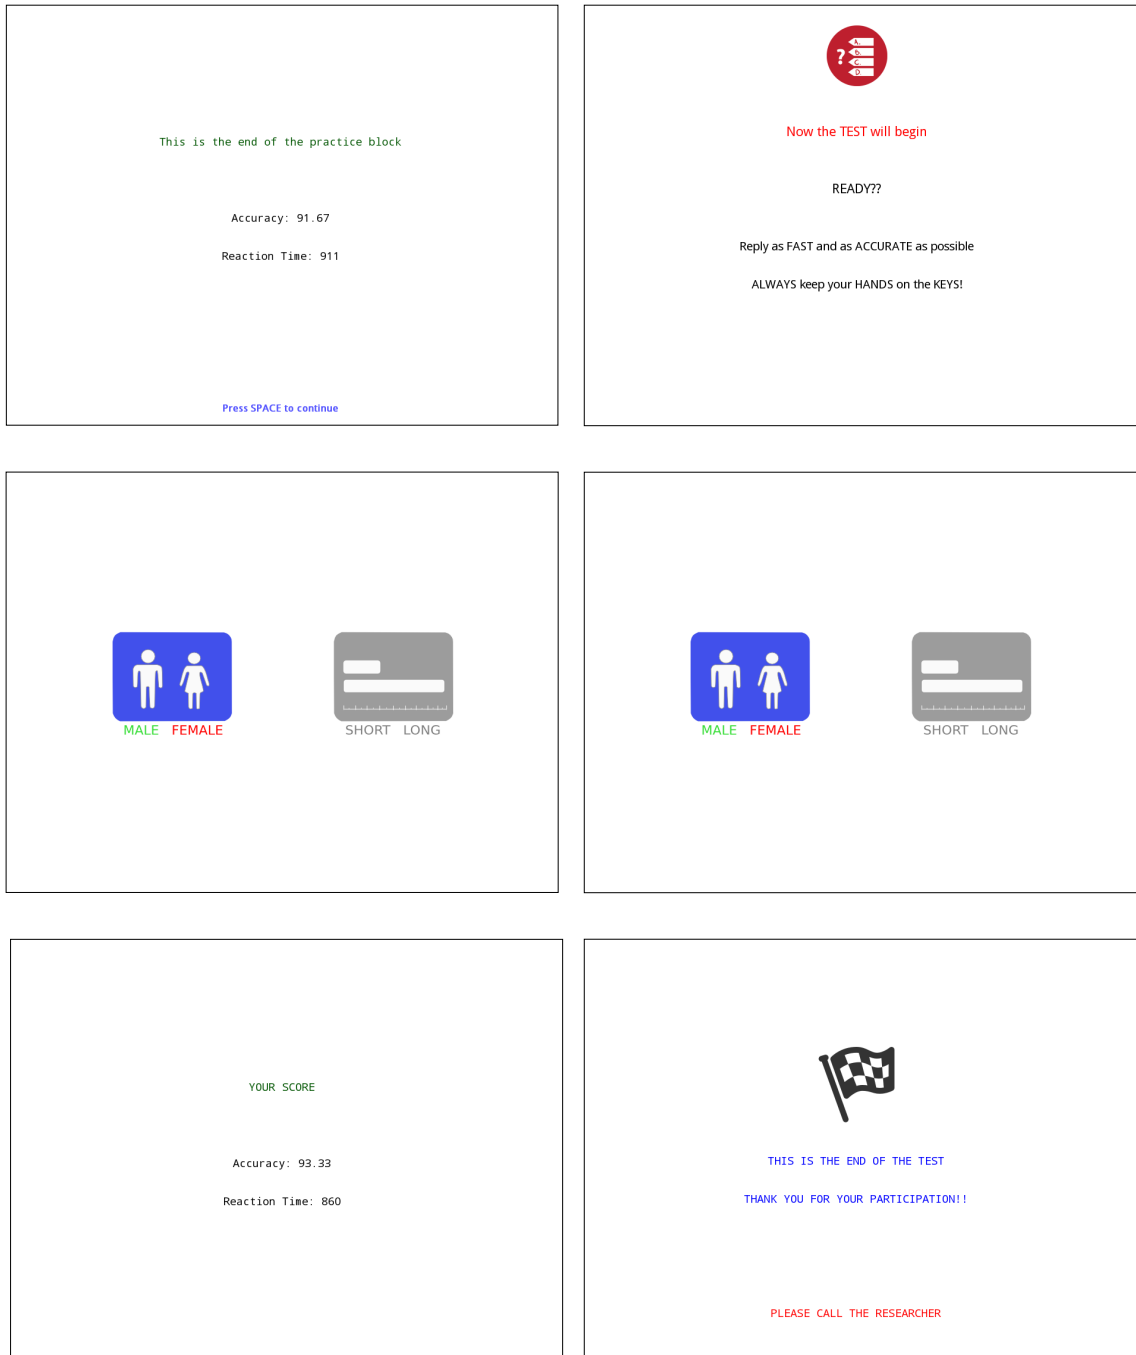 This is the end of the practice block
Accuracy: 91.67
Reaction Time: 911
Press SPACE to continue
?
A.
B.
C.
D.
Now the TEST will begin
READY??
Reply as FAST and as ACCURATE as possible
ALWAYS keep your HANDS on the KEYS!
MALE FEMALE
SHORT LONG
MALE FEMALE
SHORT LONG
YOUR SCORE
Accuracy: 93.33
Reaction Time: 860
THIS IS THE END OF THE TEST
THANK YOU FOR YOUR PARTICIPATION!!
PLEASE CALL THE RESEARCHER